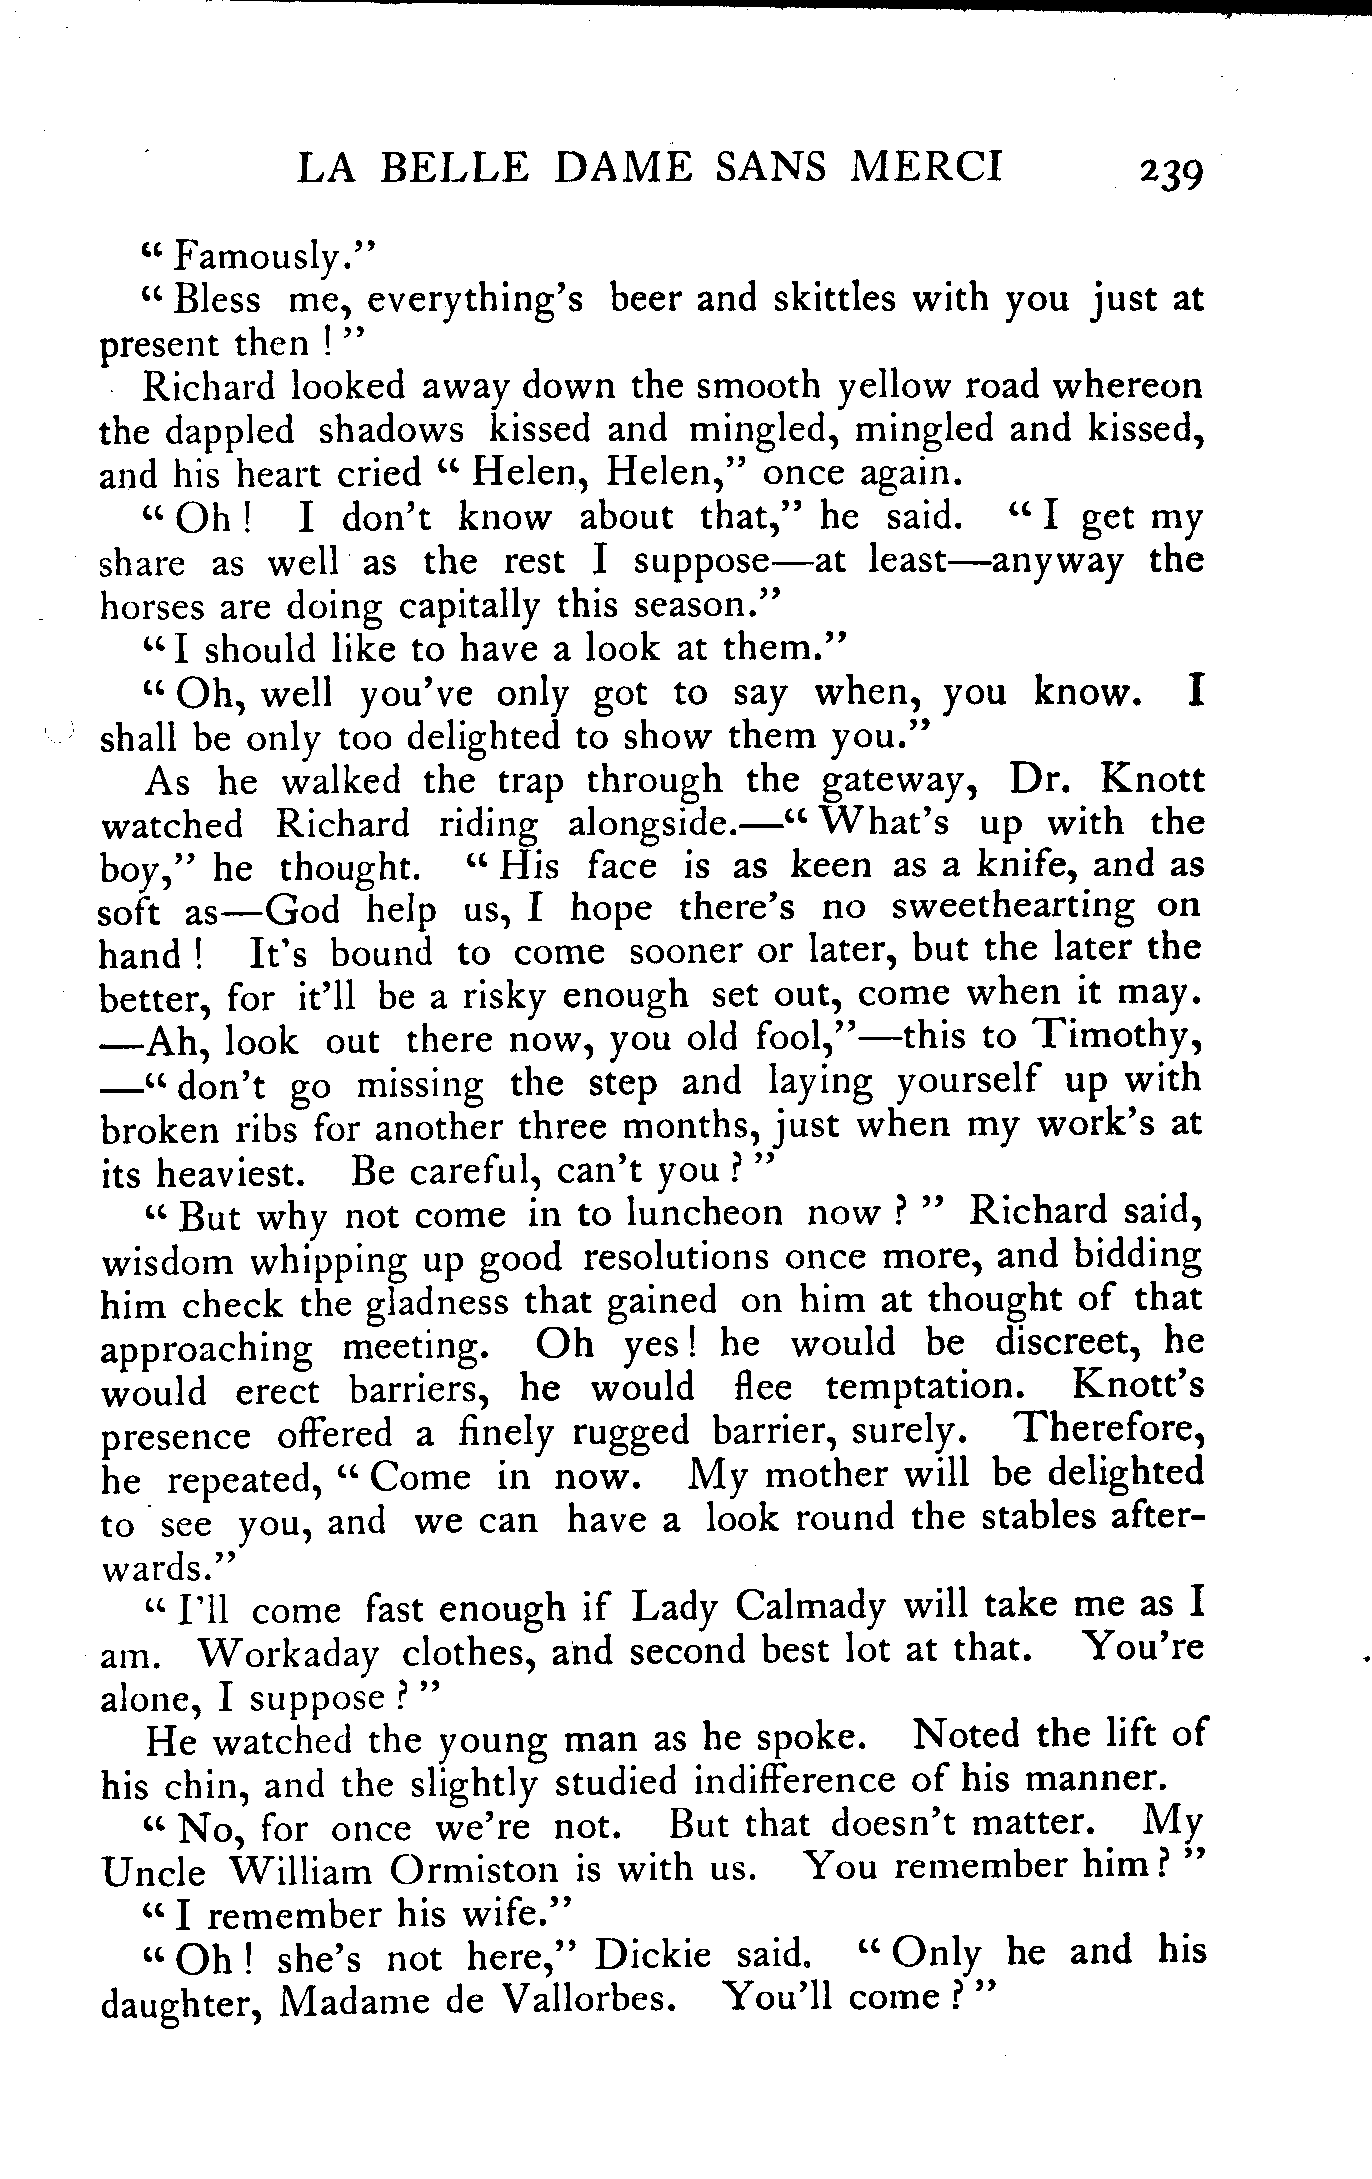 LA BELLE DAME SANS MERCI 239
“ Famously.”
“ Bless me, everything’s beer and skittles with you just at
present then ! ”
Richard looked away down the smooth yellow road whereon
the dappled shadows kissed and mingled, mingled and kissed,
and his heart cried “ Helen, Helen,” once again.
“ Oh ! I don’t know about that,” he said. “ I get my
share as well as the rest I suppose—at least—anyway the
horses are doing capitally this season.”
“ I should like to have a look at them.”
“ Oh, well you’ve only got to say when, you know. I
shall be only too delighted to show them you.”
As he walked the trap through the gateway, Dr. Knott
watched Richard riding alongside.—“ What’s up with the
boy,” he thought. “ His face is as keen as a knife, and as
soft as—God help us, I hope there’s no sweethearting on
hand ! It’s bound to come sooner or later, but the later the
better, for it’ll be a risky enough set out, come when it may.
—Ah, look out there now, you old fool,”—this to Timothy,
—“ don’t go missing the step and laying yourself up with
broken ribs for another three months, just when my work’s at
its heaviest. Be careful, can’t you ? ”
“ But why not come in to luncheon now ? ” Richard said,
wisdom whipping up good resolutions once more, and bidding
him check the gladness that gained on him at thought of that
approaching meeting. Oh yes ! he would be discreet, he
would erect barriers, he would flee temptation. Knott’s
presence offered a finely rugged barrier, surely. Therefore,
he repeated, “ Come in now. My mother will be delighted
to see you, and we can have a look round the stables after-
wards.”
“ I’ll come fast enough if Lady Calmady will take me as I
am. Workaday clothes, and second best lot at that. You’re
alone, I suppose ? ”
He watched the young man as he spoke. Noted the lift of
his chin, and the slightly studied indifference of his manner.
“ No, for once we’re not. But that doesn’t matter. My
Uncle William Ormiston is with us. You remember him ? ”
“ I remember his wife.”
“ Oh ! she’s not here,” Dickie said. “ Only he and his
daughter, Madame de Vallorbes. You’ll come ? ”